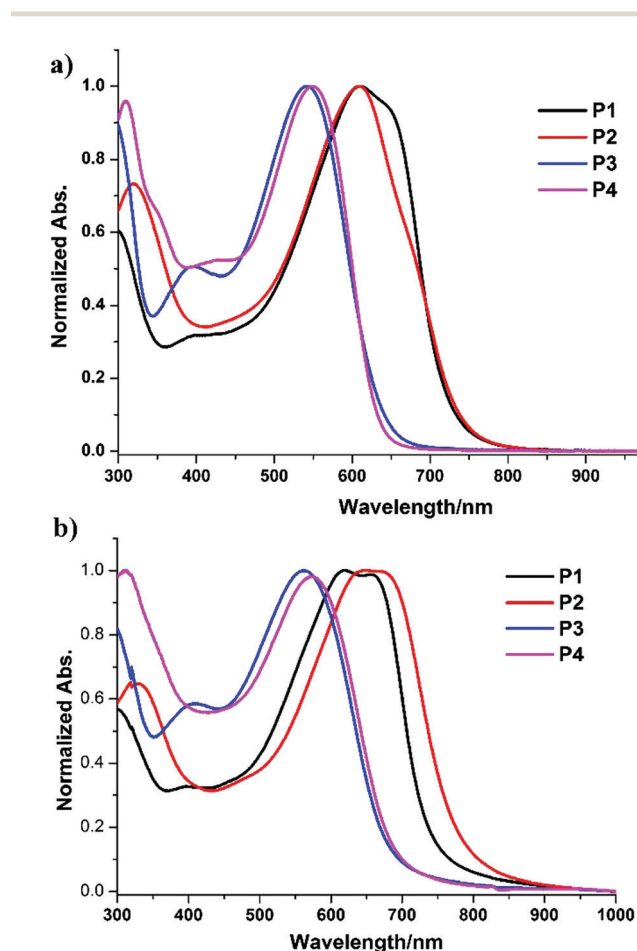 a)
1.0
0.8
0.6
0.4
0.2
0.0
Normalized Abs.
P1
P2
P3
P4
300 400 500 600 700 800 900
Wavelength/nm
b)
1.0
0.8
0.6
0.4
0.2
0.0
Normalized Abs.
P1
P2
P3
P4
300 400 500 600 700 800 900 1000
Wavelength/nm